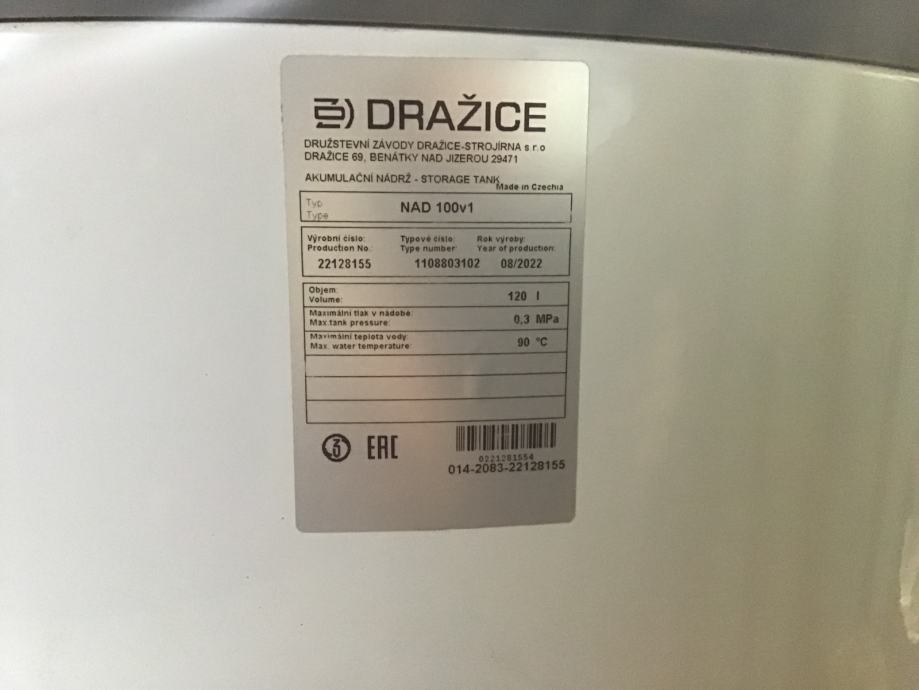 DRAŽICE
DRUŽSTEVNÍ ZÁVODY DRAŽICE-STROJÍRNA s.r.o
DRAŽICE 69, BENÁTKY NAD JIZEROU 29471
AKUMULAČNÍ NÁDRŽ - STORAGE TANK
Made in Czechia
Typ
Type
NAD 100v1
Výrobní číslo: Typové číslo: Rok výroby:
Production No.: Type number: Year of production:
22128155 1108803102 08/2022
Objem:
Volume:
120 l
Maximální tlak v nádobě:
Max.tank pressure:
0,3 MPa
Maximální teplota vody:
Max. water temperature:
90 °C
3 EAC
0221281554
014-2083-22128155